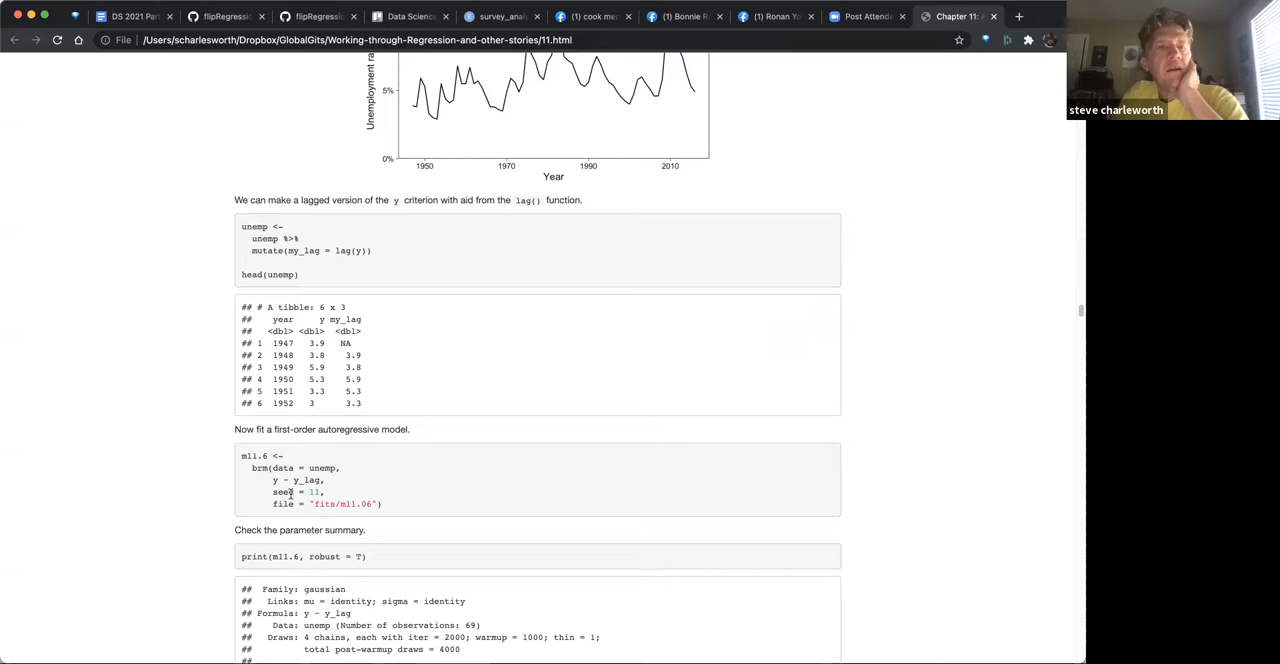 DS 2021 Par
flipRegressio
flipRegressio
Data Science
survey_anal
(1) cook me
(1) Bonnie R
(1) Ronan Yo
Post Attende
Chapter 11: A
File
/Users/scharlesworth/Dropbox/GlobalGits/Working-through-Regression-and-other-stories/11.html
steve charleworth
Unemployment ra
5%
0%
1950 1970 1990 2010
Year
We can make a lagged version of the y criterion with aid from the lag() function.
unemp <-
unemp %>%
mutate(my_lag = lag(y))
head(unemp)
## # A tibble: 6 x 3
## year y my_lag
## <dbl> <dbl> <dbl>
## 1 1947 3.9 NA
## 2 1948 3.8 3.9
## 3 1949 5.9 3.8
## 4 1950 5.3 5.9
## 5 1951 3.3 5.3
## 6 1952 3 3.3
Now fit a first-order autoregressive model.
m11.6 <-
brm(data = unemp,
y ~ y_lag,
seed = 11,
file = "fits/m11.06")
Check the parameter summary.
print(m11.6, robust = T)
## Family: gaussian
## Links: mu = identity; sigma = identity
## Formula: y ~ y_lag
## Data: unemp (Number of observations: 69)
## Draws: 4 chains, each with iter = 2000; warmup = 1000; thin = 1;
## total post-warmup draws = 4000
##